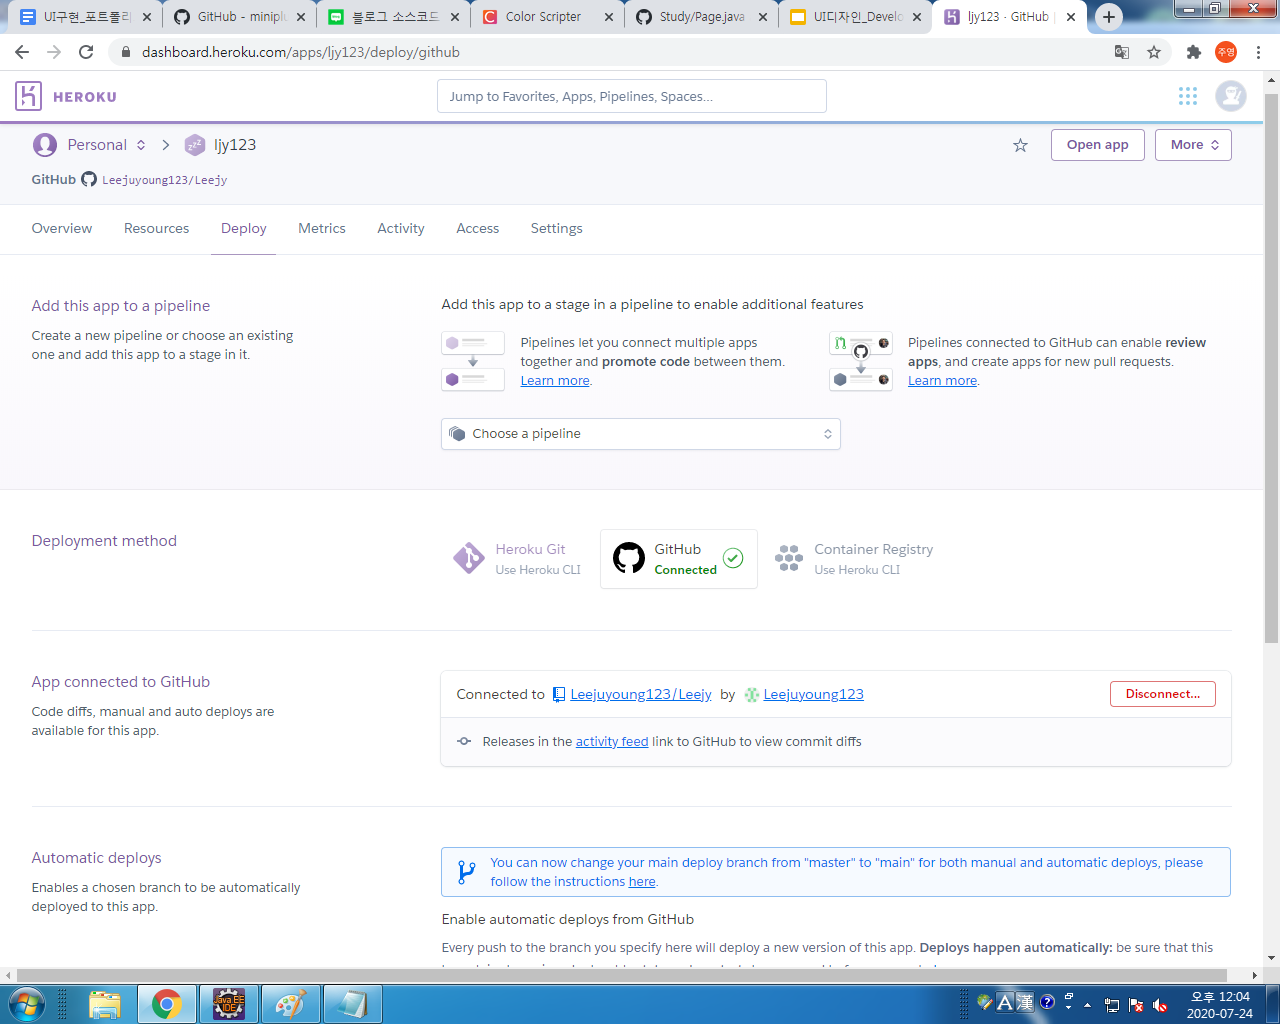 UI구현_포트폴리
GitHub - miniplu
블로그 소스코드
Color Scripter
Study/Page.java
UI디자인_Develo
ljy123 · GitHub
dashboard.heroku.com/apps/ljy123/deploy/github
주영
HEROKU
Jump to Favorites, Apps, Pipelines, Spaces...
Personal
ljy123
Open app
More
GitHub Leejuyoung123/Leejy
Overview
Resources
Deploy
Metrics
Activity
Access
Settings
Add this app to a pipeline
Create a new pipeline or choose an existing
one and add this app to a stage in it.
Add this app to a stage in a pipeline to enable additional features
Pipelines let you connect multiple apps
together and promote code between them.
Learn more.
Pipelines connected to GitHub can enable review
apps, and create apps for new pull requests.
Learn more.
Choose a pipeline
Deployment method
Heroku Git
Use Heroku CLI
GitHub
Connected
Container Registry
Use Heroku CLI
App connected to GitHub
Code diffs, manual and auto deploys are
available for this app.
Connected to Leejuyoung123/Leejy by Leejuyoung123
Disconnect...
Releases in the activity feed link to GitHub to view commit diffs
Automatic deploys
Enables a chosen branch to be automatically
deployed to this app.
You can now change your main deploy branch from "master" to "main" for both manual and automatic deploys, please
follow the instructions here.
Enable automatic deploys from GitHub
Every push to the branch you specify here will deploy a new version of this app. Deploys happen automatically: be sure that this
Java EE
IDE
A 漢
오후 12:04
2020-07-24